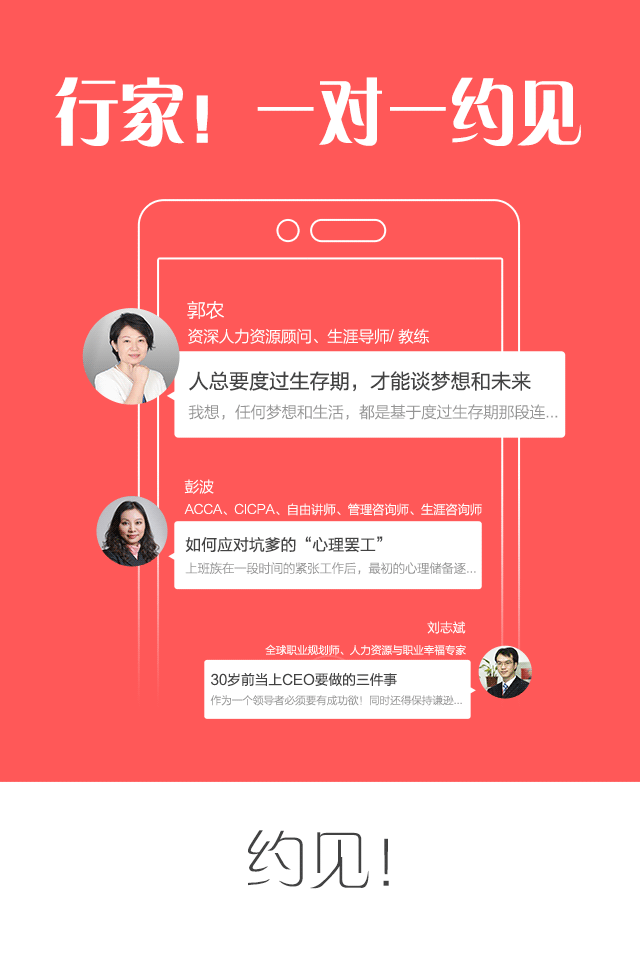 行家！一对一约见
郭农
资深人力资源顾问、生涯导师/ 教练
人总要度过生存期，才能谈梦想和未来
我想，任何梦想和生活，都是基于度过生存期那段连...
彭波
ACCA、CICPA、自由讲师、管理咨询师、生涯咨询师
如何应对坑爹的“心理罢工”
上班族在一段时间的紧张工作后，最初的心理储备逐...
刘志斌
全球职业规划师、人力资源与职业幸福专家
30岁前当上CEO要做的三件事
作为一个领导者必须要有成功欲！同时还得保持谦逊...
约见！